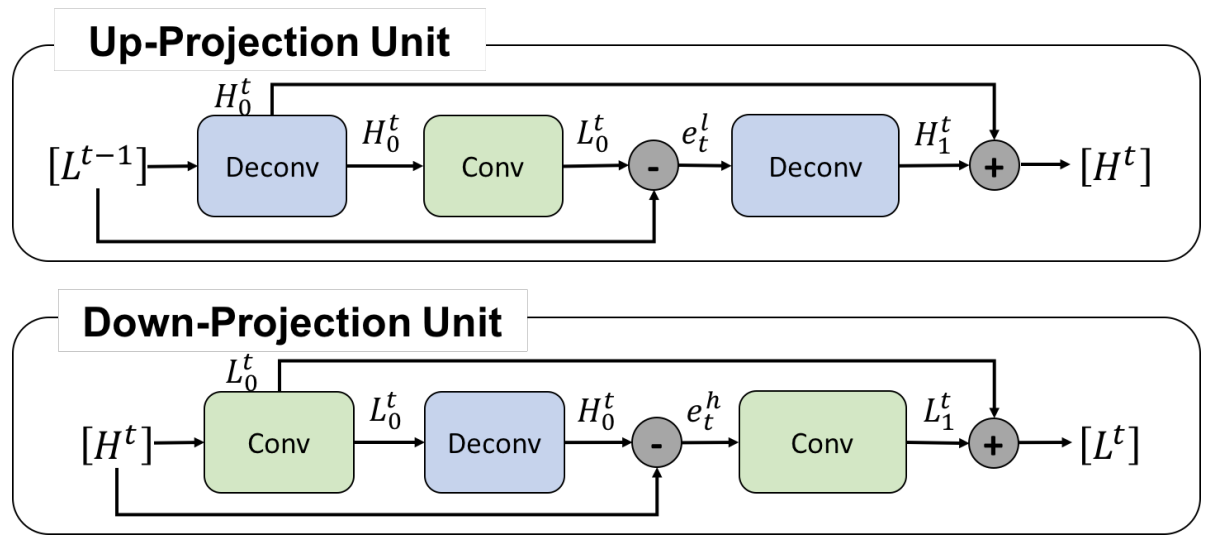 Up-Projection Unit
$H_0^t$
$[L^{t-1}]$ Deconv $H_0^t$ Conv $L_0^t$ - $e_t^l$ Deconv $H_1^t$ + $[H^t]$
Down-Projection Unit
$L_0^t$
$[H^t]$ Conv $L_0^t$ Deconv $H_0^t$ - $e_t^h$ Conv $L_1^t$ + $[L^t]$